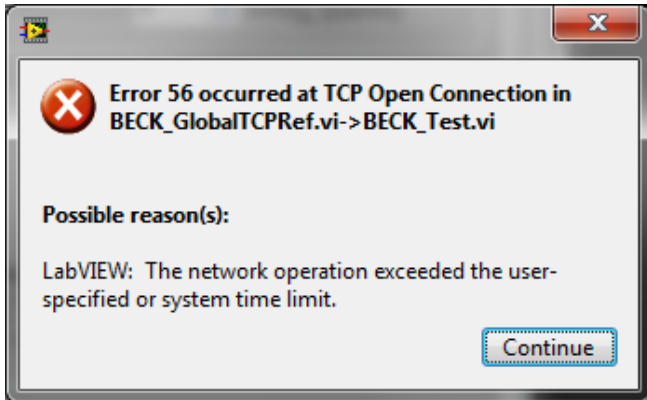 Error 56 occurred at TCP Open Connection in
BECK_GlobalTCPRef.vi->BECK_Test.vi
Possible reason(s):
LabVIEW:  The network operation exceeded the user-
specified or system time limit.
Continue